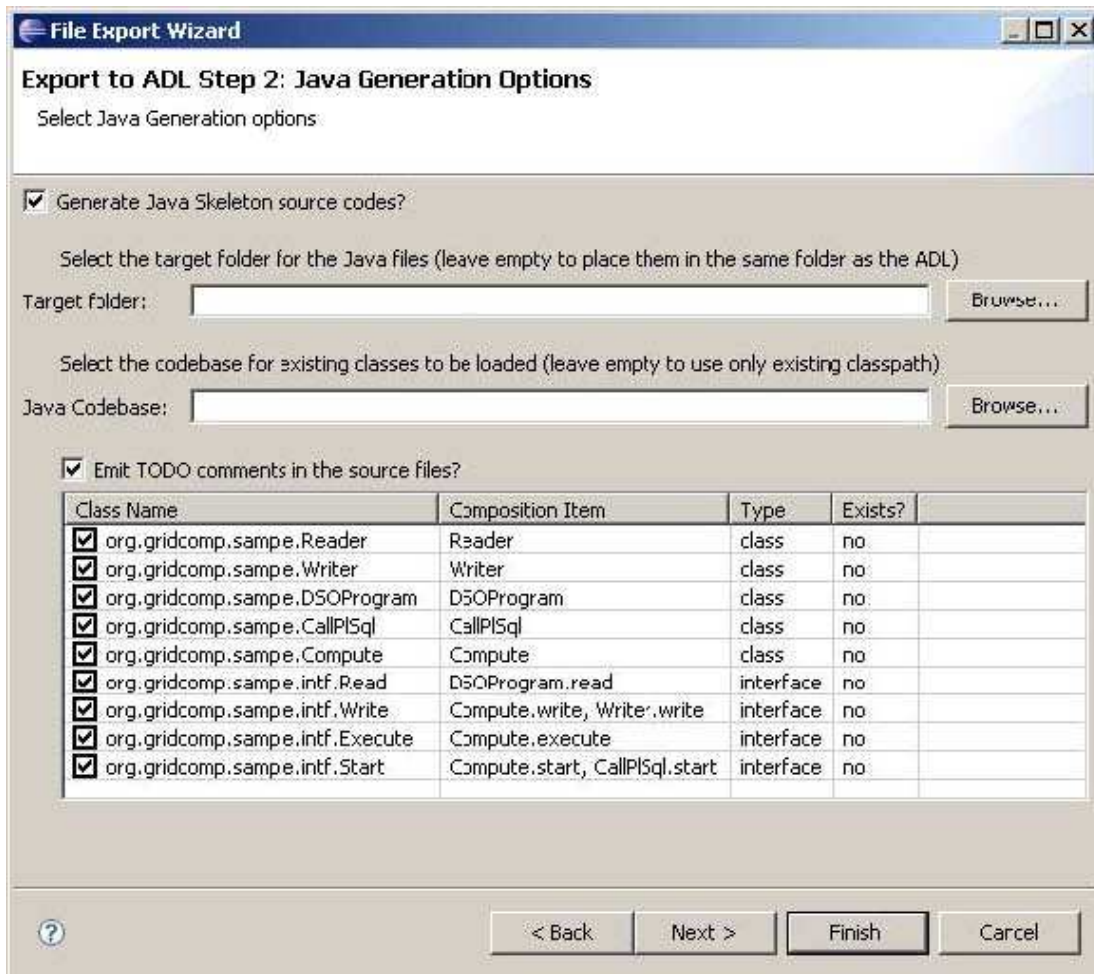 File Export Wizard
Export to ADL Step 2: Java Generation Options
Select Java Generation options
Generate Java Skeleton source codes?
Select the target folder for the Java files (leave empty to place them in the same folder as the ADL)
Target folder: Browse...
Select the codebase for existing classes to be loaded (leave empty to use only existing classpath)
Java Codebase: Browse...
Emit TODO comments in the source files?
Class Name Composition Item Type Exists?
org.gridcomp.sampe.Reader Reader class no
org.gridcomp.sampe.Writer Writer class no
org.gridcomp.sampe.DSOProgram DSOProgram class no
org.gridcomp.sampe.CallPlSql CallPlSql class no
org.gridcomp.sampe.Compute Compute class no
org.gridcomp.sampe.intf.Read DSOProgram.read interface no
org.gridcomp.sampe.intf.Write Compute.write, Writer.write interface no
org.gridcomp.sampe.intf.Execute Compute.execute interface no
org.gridcomp.sampe.intf.Start Compute.start, CallPlSql.start interface no
? < Back Next > Finish Cancel